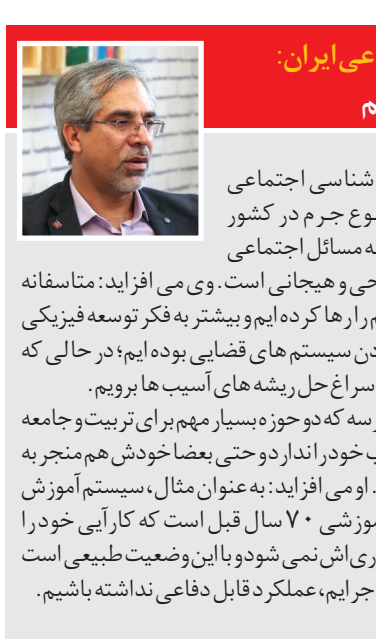 عی ایران:
م
شناسی اجتماعی
وع جرم در کشور
ه مسائل اجتماعی
حی و هیجانی است. وی می افزاید: متاسفانه
م را رها کرده ایم و بیشتر به فکر توسعه فیزیکی
دن سیستم های قضایی بوده ایم؛ در حالی که
سراغ حل ریشه های آسیب ها برویم.
رسه که دو حوزه بسیار مهم برای تربیت و جامعه
ب خود را ندارد و حتی بعضا خودش هم منجر به
. او می افزاید: به عنوان مثال، سیستم آموزش
موزشی ۷۰ سال قبل است که کارآیی خود را
ری اش نمی شود و با این وضعیت طبیعی است
جرایم، عملکرد قابل دفاعی نداشته باشیم.